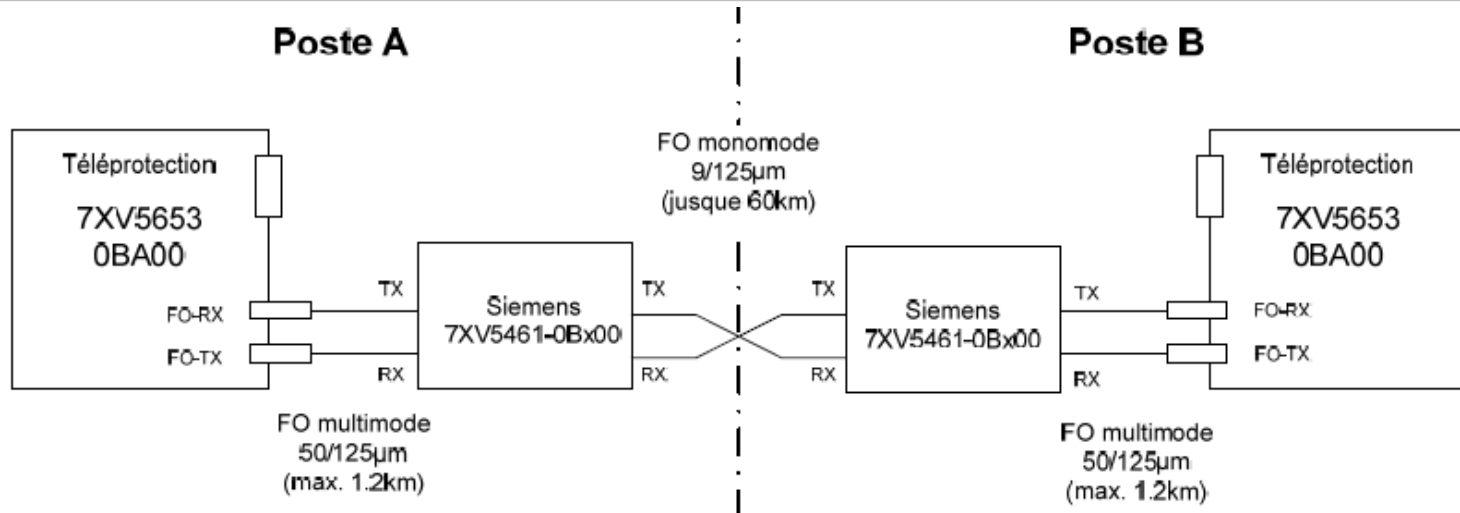 Poste A
Poste B
Téléprotection
7XV5653
0BA00
FO-RX
FO-TX
TX
RX
Siemens
7XV5461-0Bx00
TX
RX
FO multimode
50/125µm
(max. 1.2km)
FO monomode
9/125µm
(jusque 60km)
TX
RX
Siemens
7XV5461-0Bx00
TX
RX
FO multimode
50/125µm
(max. 1.2km)
Téléprotection
7XV5653
0BA00
FO-RX
FO-TX